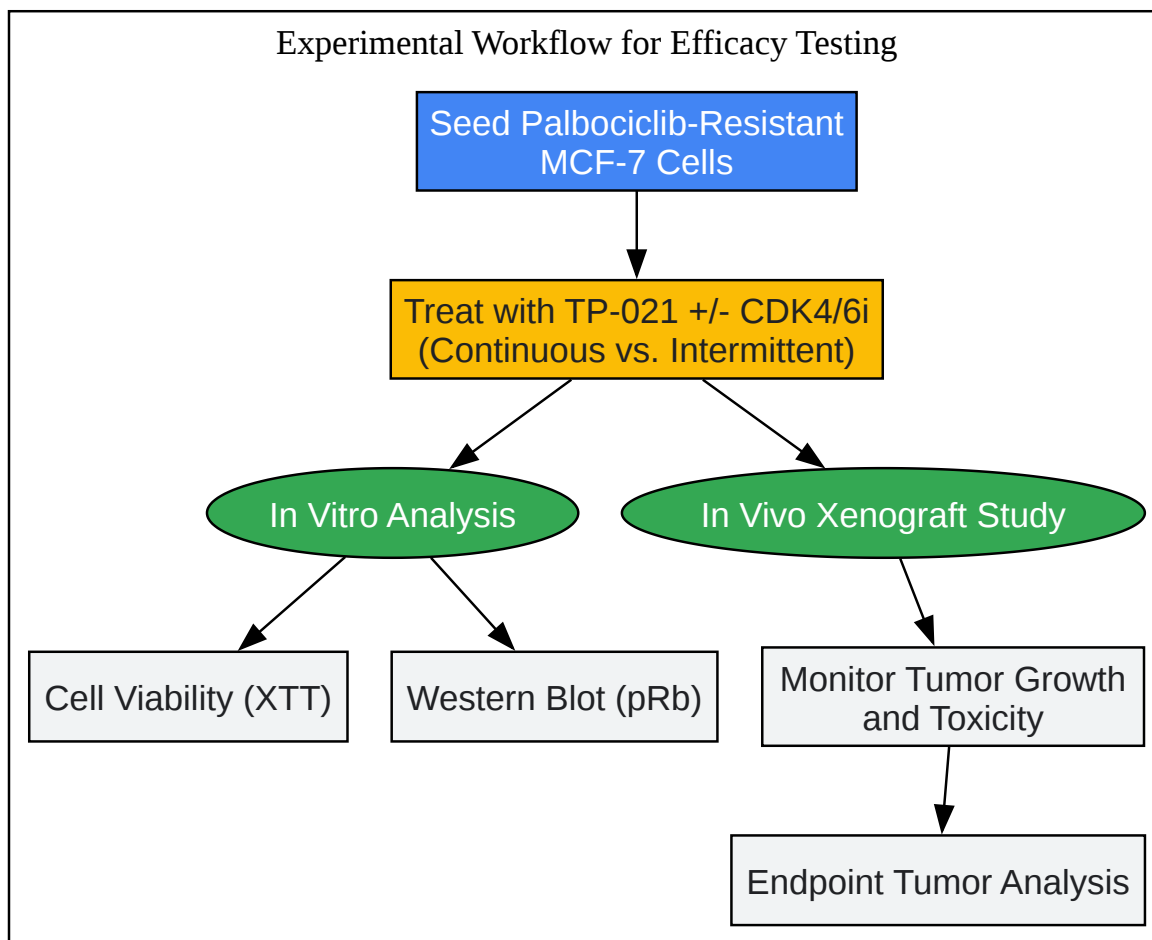 Experimental Workflow for Efficacy Testing
Seed Palbociclib-Resistant
MCF-7 Cells
Treat with TP-021 +/- CDK4/6i
(Continuous vs. Intermittent)
In Vitro Analysis
In Vivo Xenograft Study
Cell Viability (XTT)
Western Blot (pRb)
Monitor Tumor Growth
and Toxicity
Endpoint Tumor Analysis